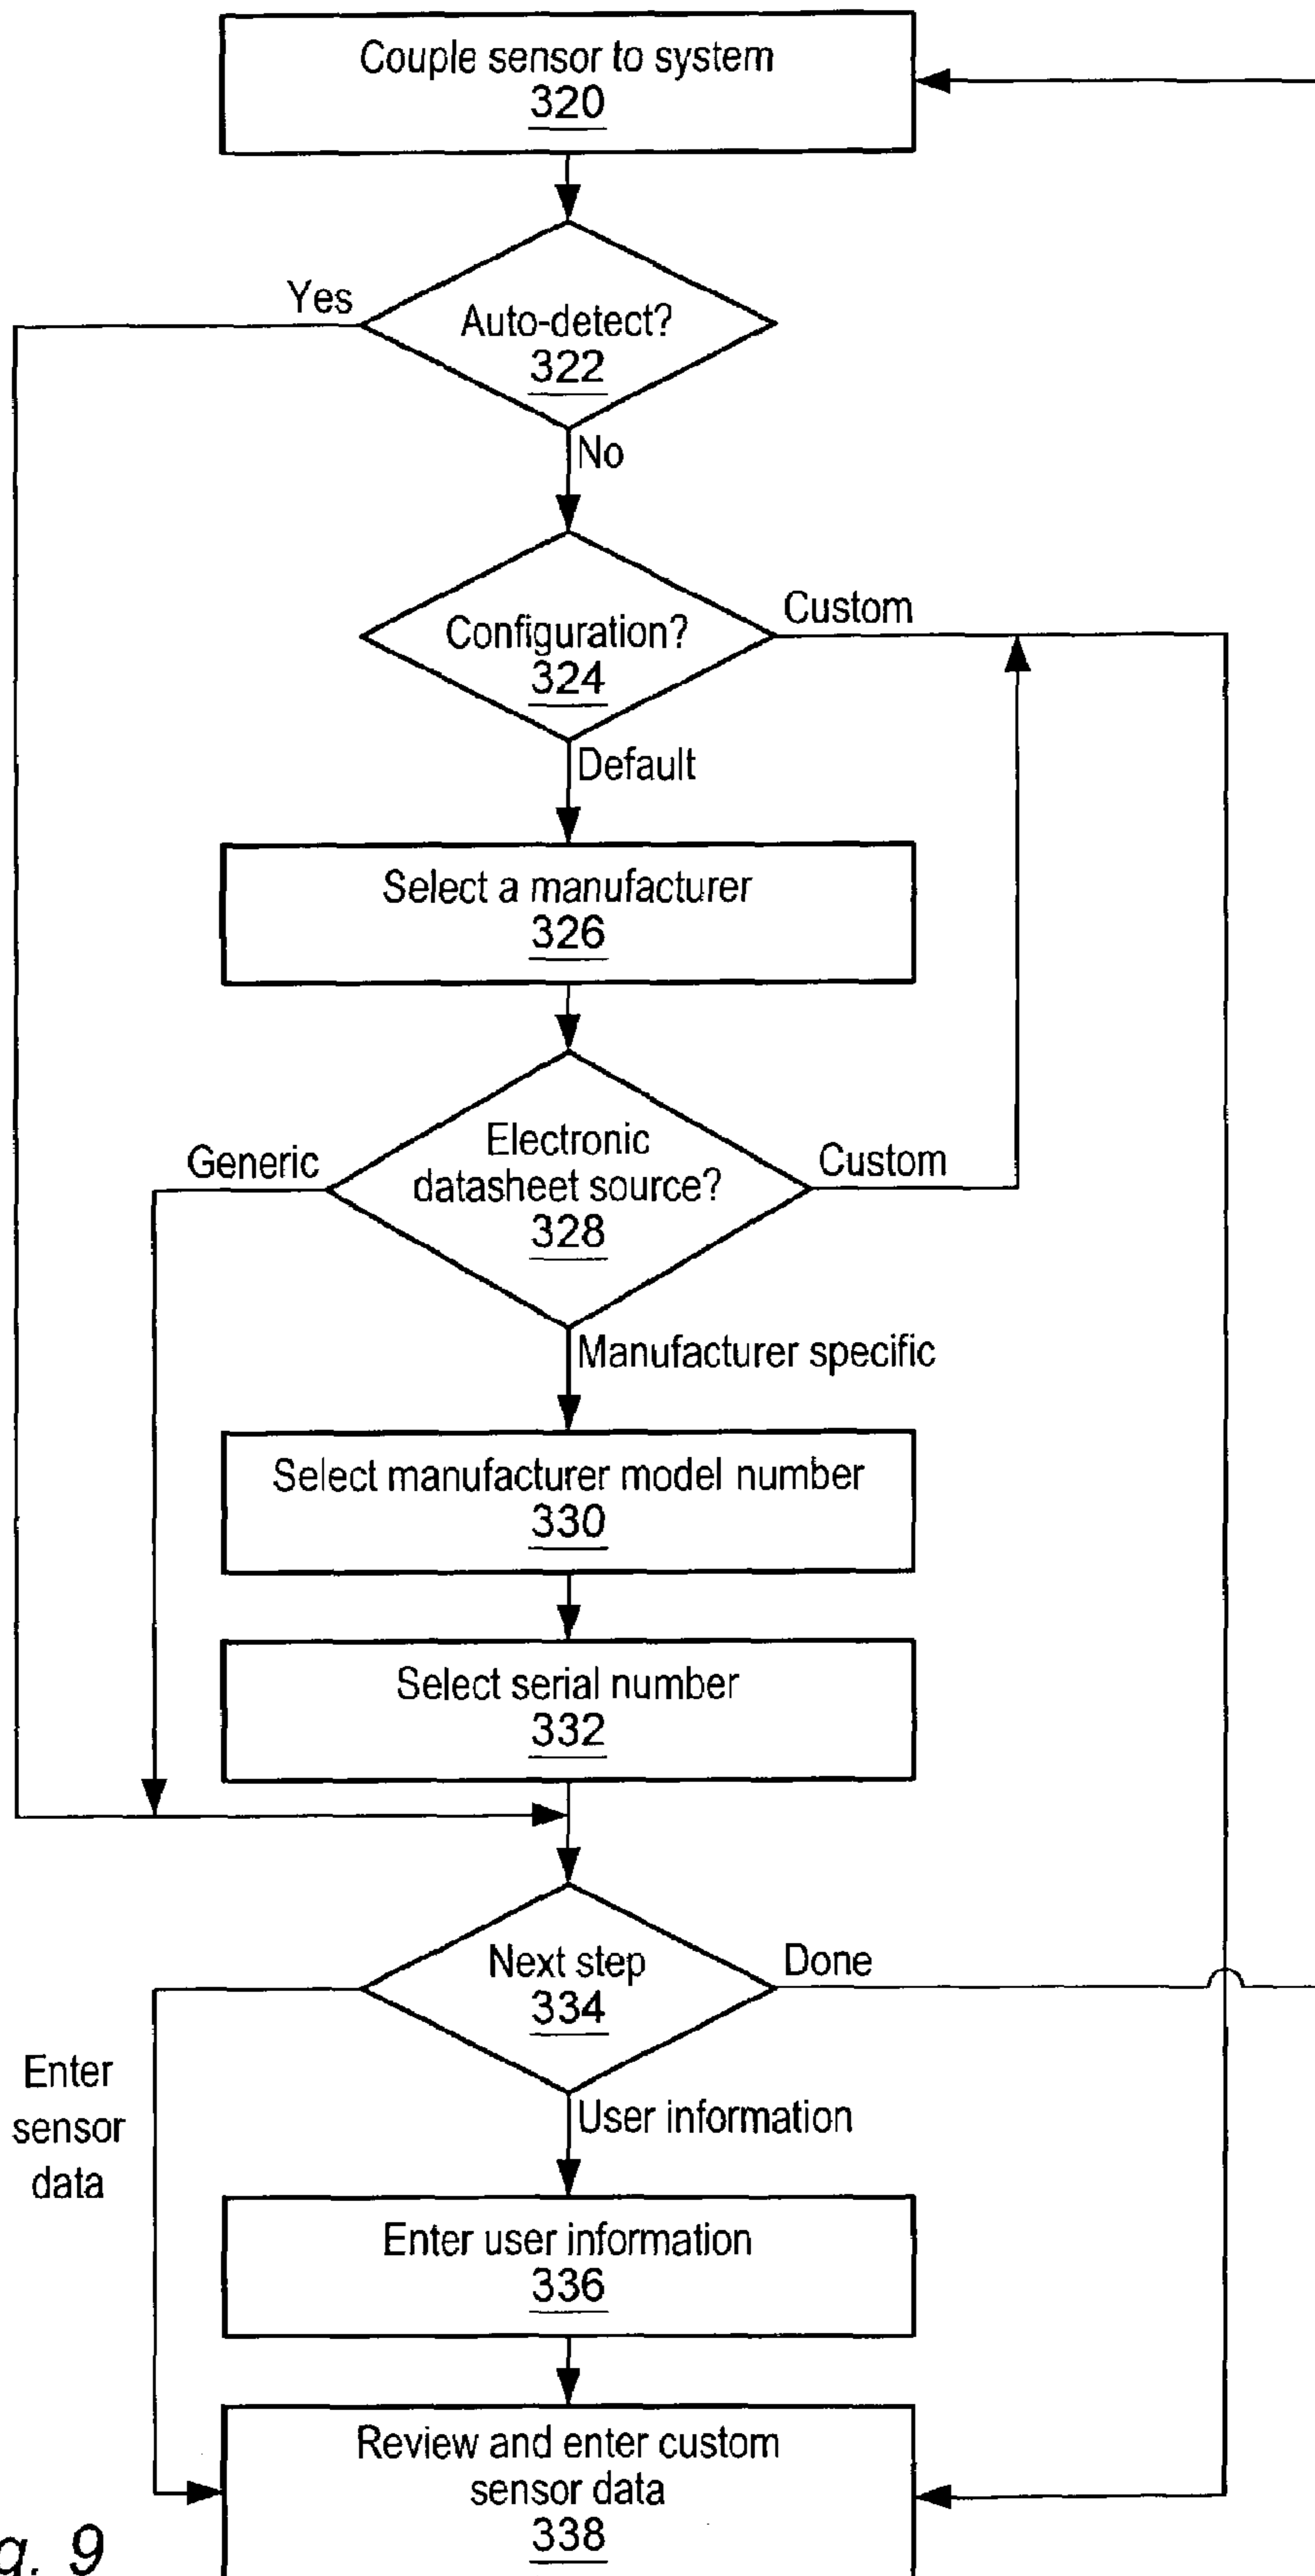 Couple sensor to system
320
Yes
Auto-detect?
322
No
Configuration?
324
Custom
Default
Select a manufacturer
326
Generic
Electronic
datasheet source?
328
Custom
Manufacturer specific
Select manufacturer model number
330
Select serial number
332
Next step
334
Done
Enter
sensor
data
User information
Enter user information
336
Review and enter custom
sensor data
338
g. 9